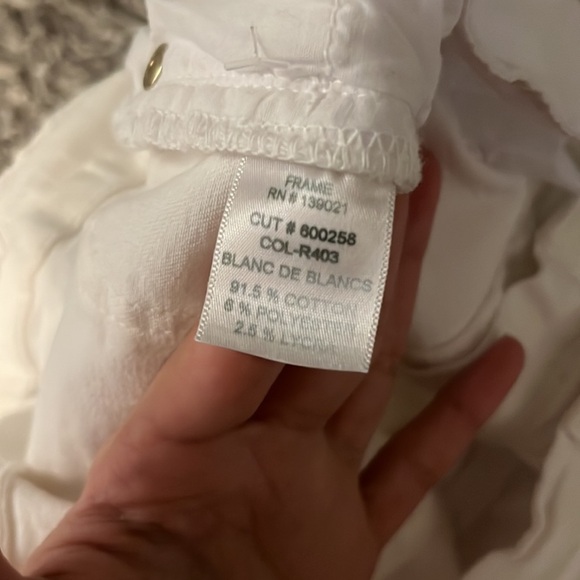 FRAME
RN # 139021
CUT # 600258
COL-R403
BLANC DE BLANCS
91.5 % COTTON
6 % POLYESTER
2.5 % LYCRA